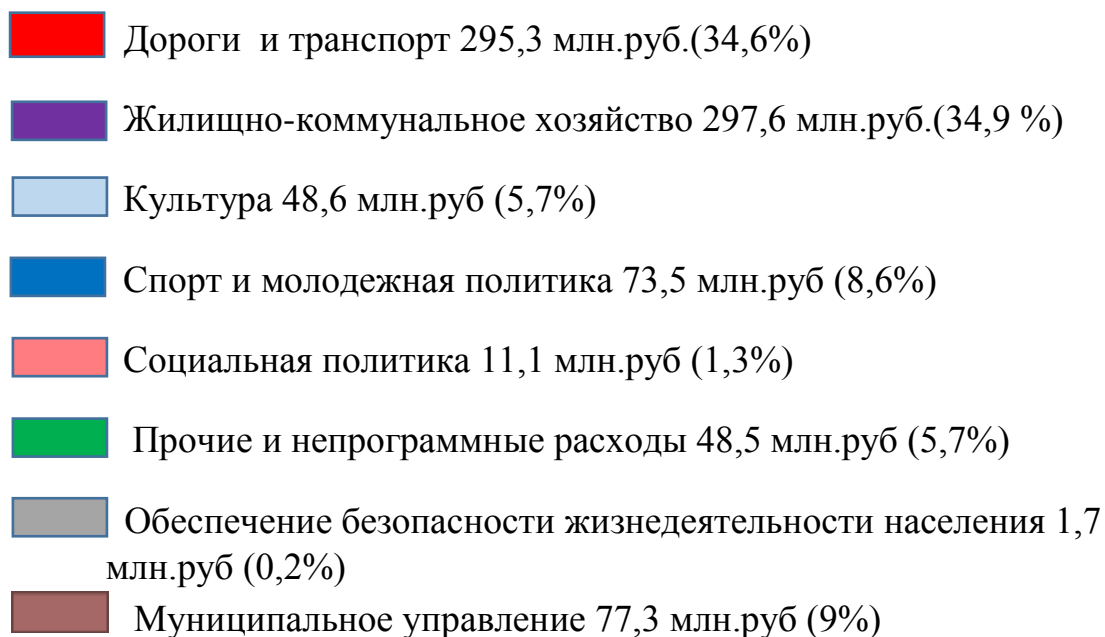 Дороги  и транспорт 295,3 млн.руб.(34,6%)
Жилищно-коммунальное хозяйство 297,6 млн.руб.(34,9 %)
Культура 48,6 млн.руб (5,7%)
Спорт и молодежная политика 73,5 млн.руб (8,6%)
Социальная политика 11,1 млн.руб (1,3%)
Прочие и непрограммные расходы 48,5 млн.руб (5,7%)
Обеспечение безопасности жизнедеятельности населения 1,7
млн.руб (0,2%)
Муниципальное управление 77,3 млн.руб (9%)